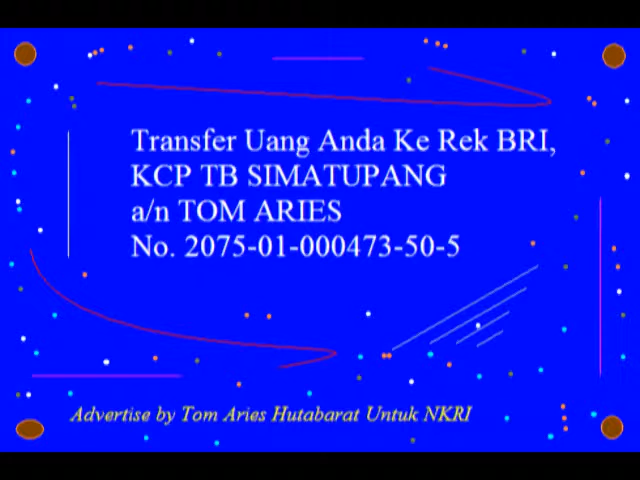 Transfer Uang Anda Ke Rek BRI,
KCP TB SIMATUPANG
a/n TOM ARIES
No. 2075-01-000473-50-5
Advertise by Tom Aries Hutabarat Untuk NKRI